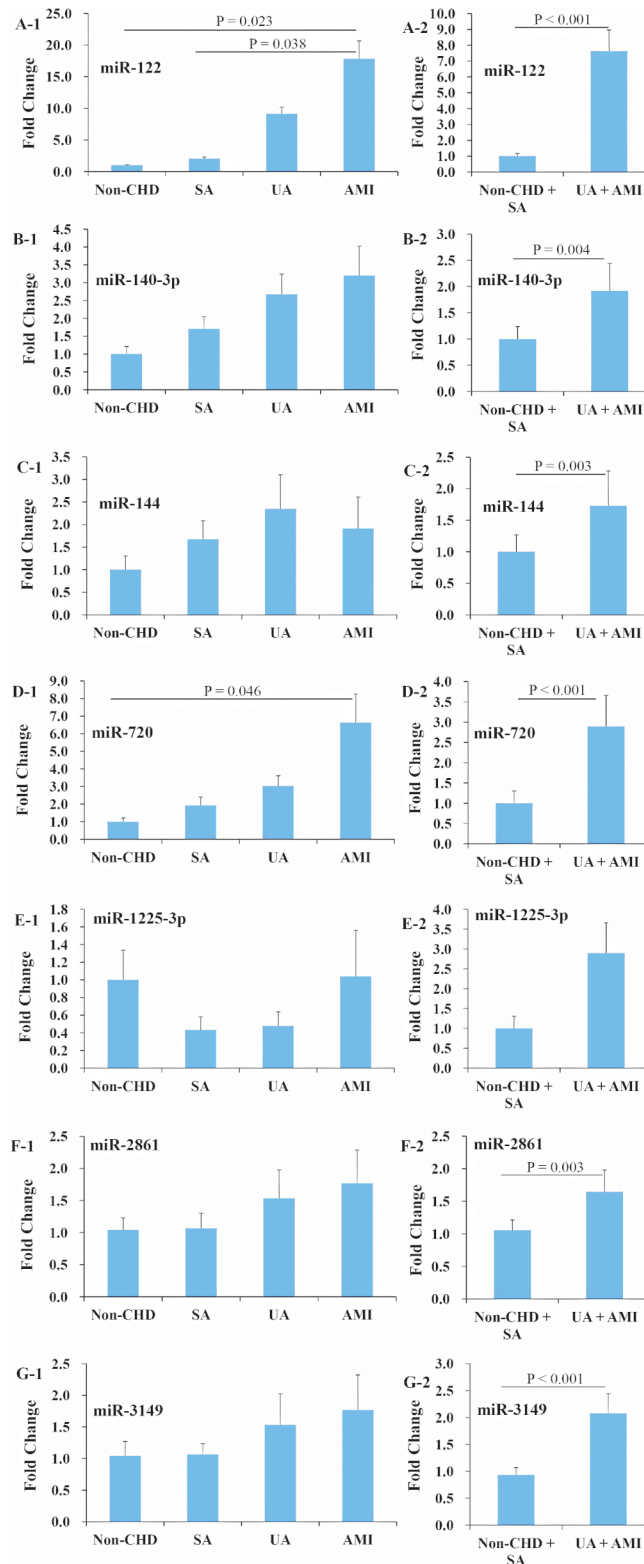 A-1
P = 0.023
P = 0.038
miR-122
Fold Change
25.0
20.0
15.0
10.0
5.0
0.0
Non-CHD SA UA AMI
A-2
P < 0.001
miR-122
Fold Change
10.0
9.0
8.0
7.0
6.0
5.0
4.0
3.0
2.0
1.0
0.0
Non-CHD + UA + AMI
SA
B-1
miR-140-3p
Fold Change
4.5
4.0
3.5
3.0
2.5
2.0
1.5
1.0
0.5
0.0
Non-CHD SA UA AMI
B-2
P = 0.004
miR-140-3p
Fold Change
3.0
2.5
2.0
1.5
1.0
0.5
0.0
Non-CHD + UA + AMI
SA
C-1
miR-144
Fold Change
3.5
3.0
2.5
2.0
1.5
1.0
0.5
0.0
Non-CHD SA UA AMI
C-2
P = 0.003
miR-144
Fold Change
2.5
2.0
1.5
1.0
0.5
0.0
Non-CHD + UA + AMI
SA
D-1
P = 0.046
miR-720
Fold Change
9.0
8.0
7.0
6.0
5.0
4.0
3.0
2.0
1.0
0.0
Non-CHD SA UA AMI
D-2
P < 0.001
miR-720
Fold Change
4.0
3.5
3.0
2.5
2.0
1.5
1.0
0.5
0.0
Non-CHD + UA + AMI
SA
E-1
miR-1225-3p
Fold Change
1.8
1.6
1.4
1.2
1.0
0.8
0.6
0.4
0.2
0.0
Non-CHD SA UA AMI
E-2
miR-1225-3p
Fold Change
4.0
3.5
3.0
2.5
2.0
1.5
1.0
0.5
0.0
Non-CHD + UA + AMI
SA
F-1
miR-2861
Fold Change
2.5
2.0
1.5
1.0
0.5
0.0
Non-CHD SA UA AMI
F-2
miR-2861
P = 0.003
Fold Change
2.5
2.0
1.5
1.0
0.5
0.0
Non-CHD + UA + AMI
SA
G-1
miR-3149
Fold Change
2.5
2.0
1.5
1.0
0.5
0.0
Non-CHD SA UA AMI
G-2
P < 0.001
miR-3149
Fold Change
3.0
2.5
2.0
1.5
1.0
0.5
0.0
Non-CHD + UA + AMI
SA